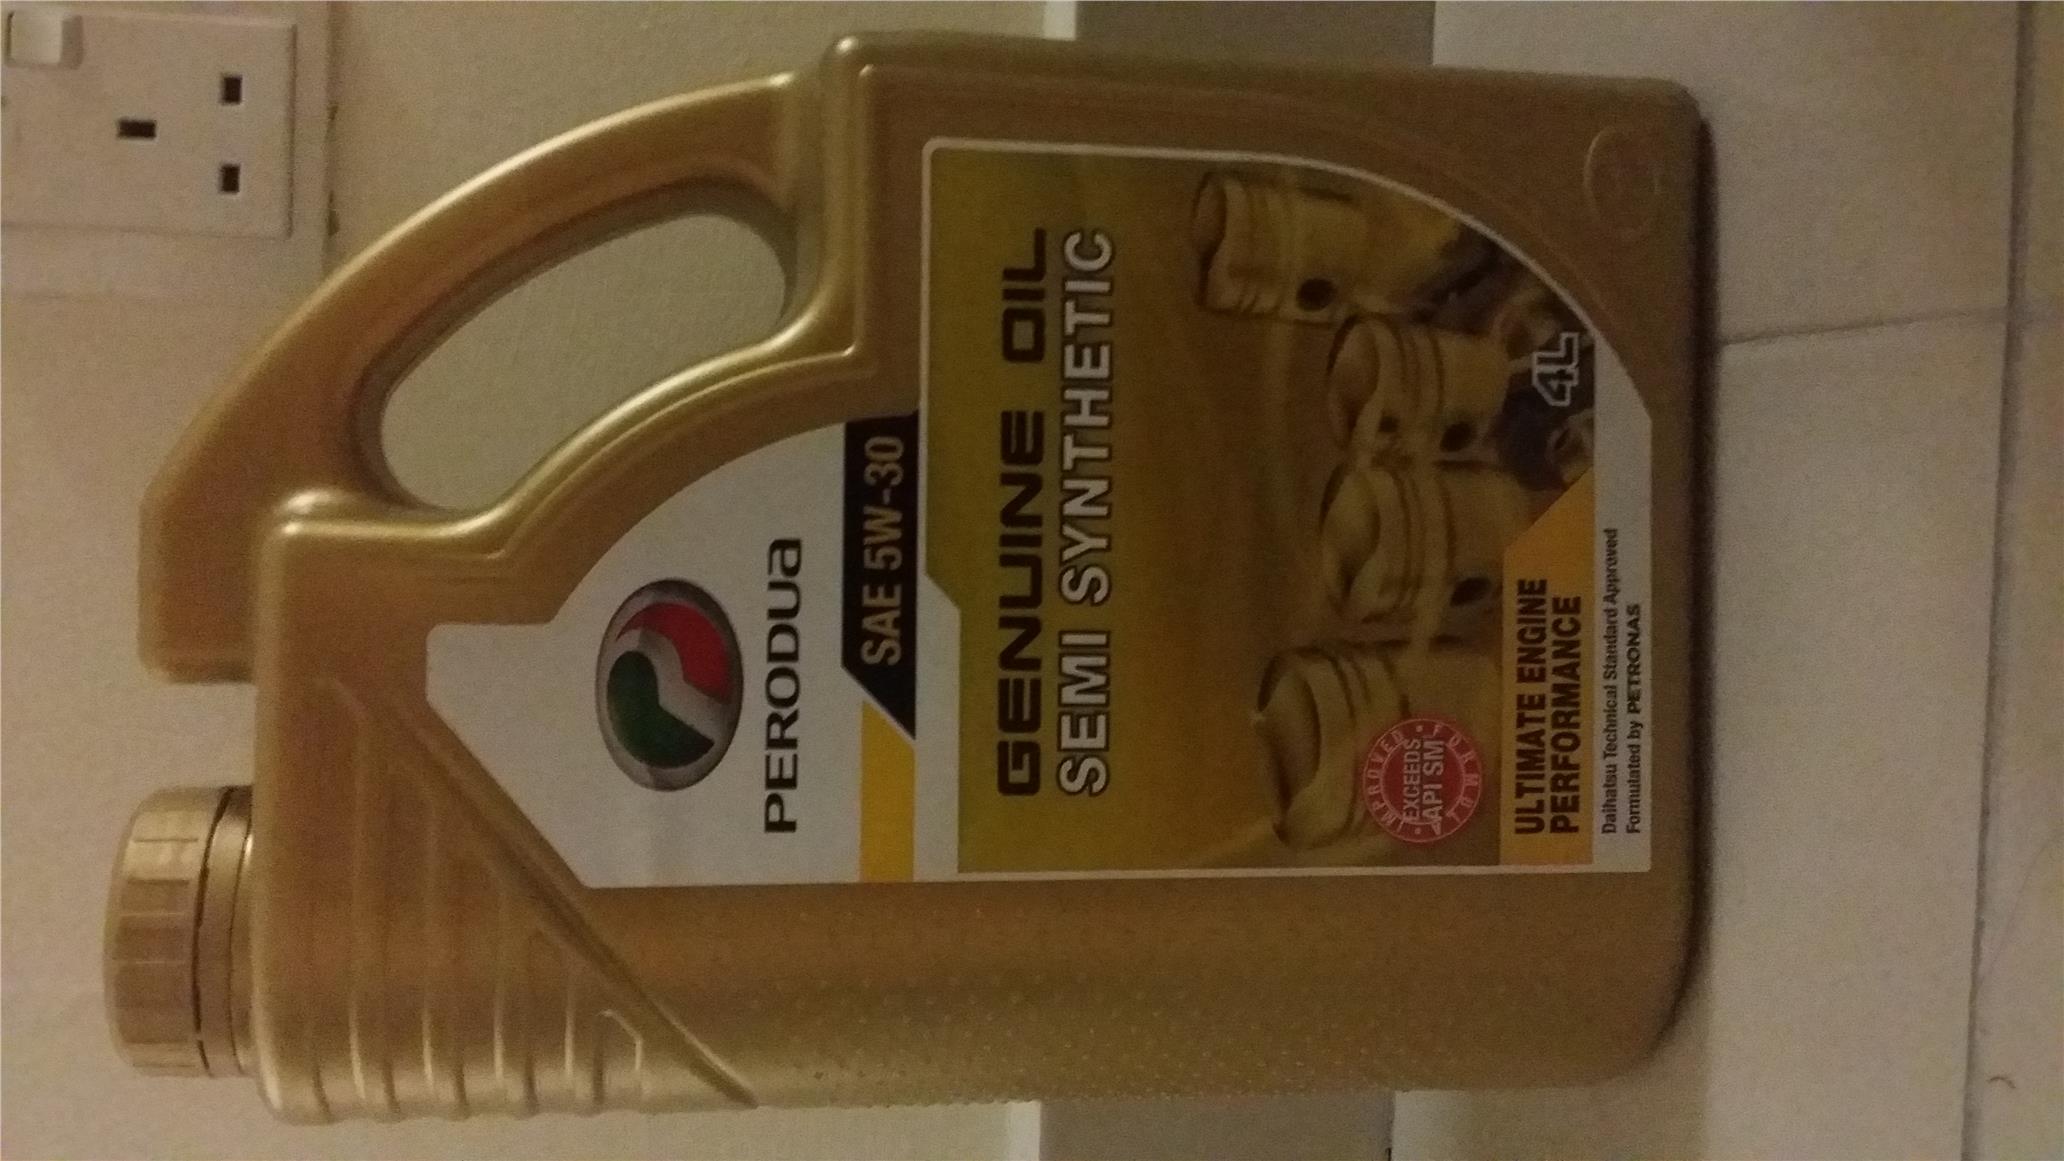 PERODUA
SAE 5W-30
GENUINE OIL
SEMI SYNTHETIC
4L
IMPROVED
EXCEEDS
API SM
FORMULA
ULTIMATE ENGINE
PERFORMANCE
Daihatsu Technical Standard Approved
Formulated by PETRONAS